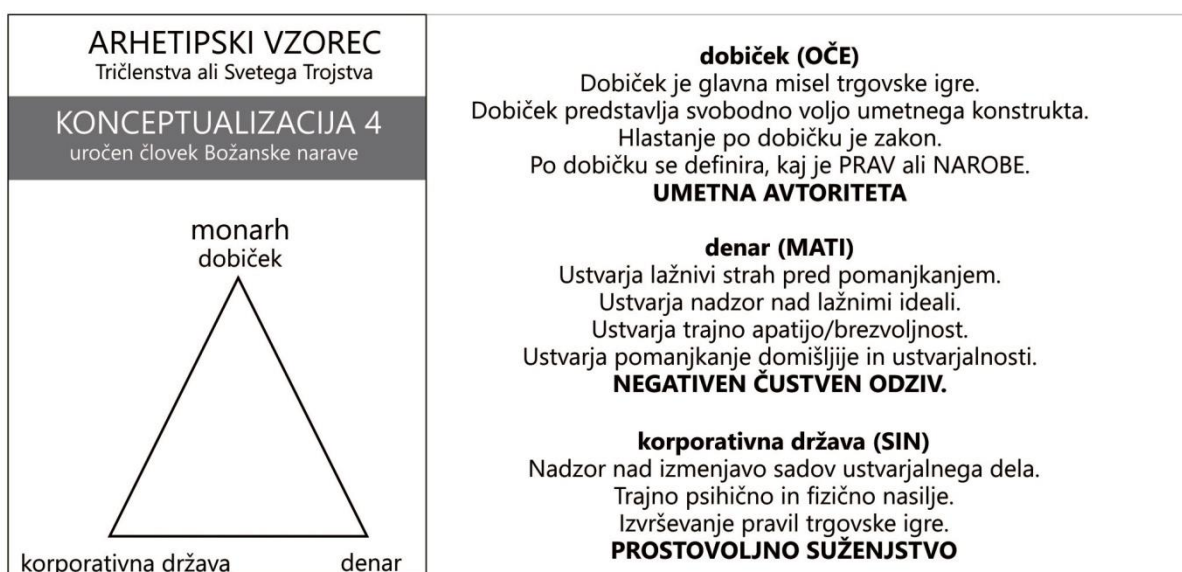 ARHETIPSKI VZOREC
Tričlenstva ali Svetega Trojstva
KONCEPTUALIZACIJA 4
uročen človek Božanske narave
monarh
dobiček
korporativna država
denar
dobiček (OČE)
Dobiček je glavna misel trgovske igre.
Dobiček predstavlja svobodno voljo umetnega konstrukta.
Hlastanje po dobičku je zakon.
Po dobičku se definira, kaj je PRAV ali NAROBE.
UMETNA AVTORITETA
denar (MATI)
Ustvarja lažnivi strah pred pomanjkanjem.
Ustvarja nadzor nad lažnimi ideali.
Ustvarja trajno apatijo/brezvoljnost.
Ustvarja pomanjkanje domišljije in ustvarjalnosti.
NEGATIVEN ČUSTVEN ODZIV.
korporativna država (SIN)
Nadzor nad izmenjavo sadov ustvarjalnega dela.
Trajno psihično in fizično nasilje.
Izvrševanje pravil trgovske igre.
PROSTOVOLJNO SUŽENJSTVO